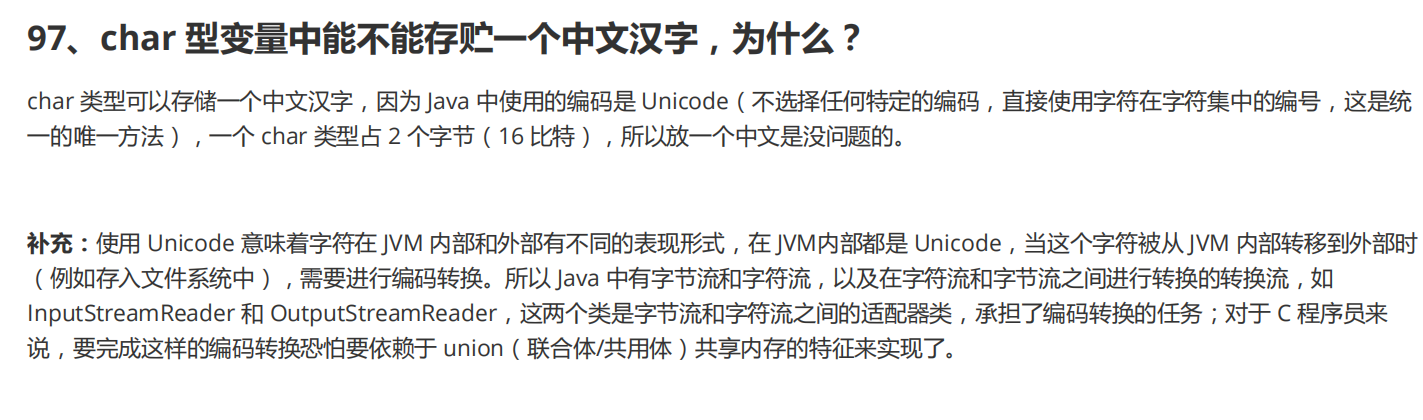 97、char 型变量中能不能存贮一个中文汉字，为什么？
char 类型可以存储一个中文汉字，因为 Java 中使用的编码是 Unicode（不选择任何特定的编码，直接使用字符在字符集中的编号，这是统
一的唯一方法），一个 char 类型占 2 个字节（16 比特），所以放一个中文是没问题的。
补充：使用 Unicode 意味着字符在 JVM 内部和外部有不同的表现形式，在 JVM内部都是 Unicode，当这个字符被从 JVM 内部转移到外部时
（例如存入文件系统中），需要进行编码转换。所以 Java 中有字节流和字符流，以及在字符流和字节流之间进行转换的转换流，如
InputStreamReader 和 OutputStreamReader，这两个类是字节流和字符流之间的适配器类，承担了编码转换的任务；对于 C 程序员来
说，要完成这样的编码转换恐怕要依赖于 union（联合体/共用体）共享内存的特征来实现了。